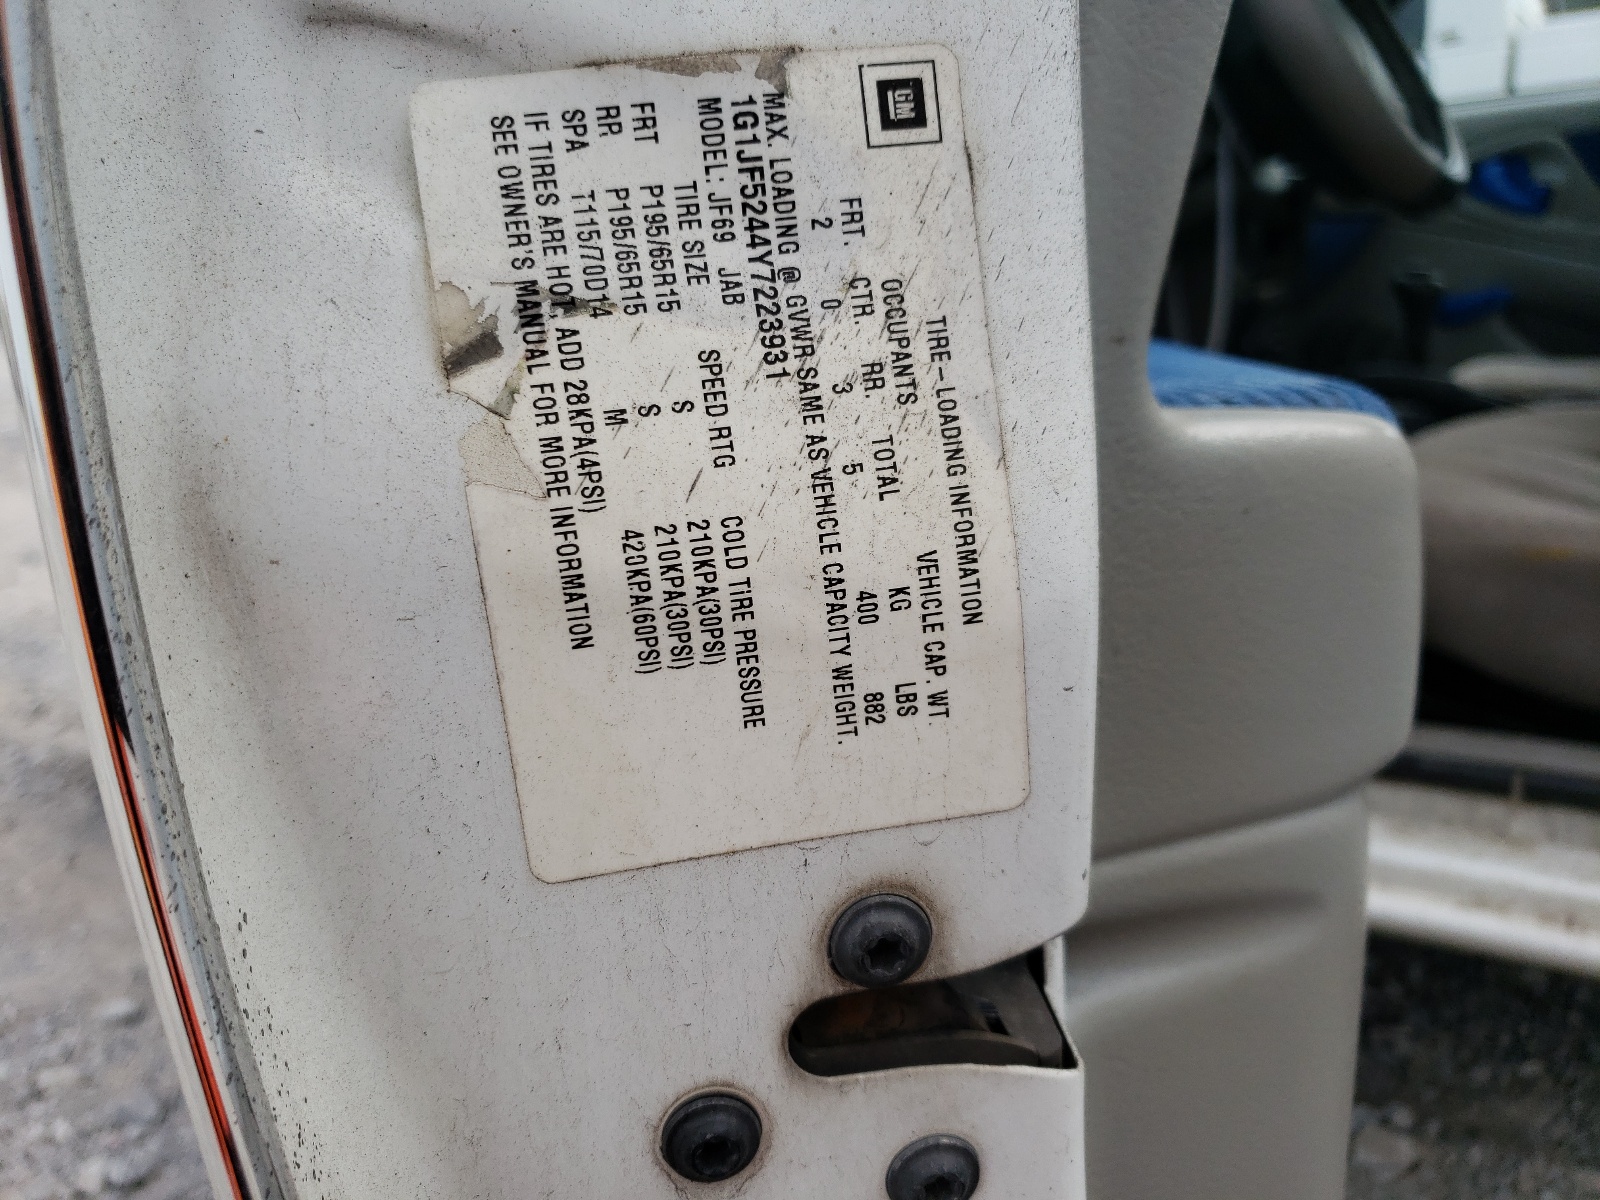 GM
TIRE-LOADING INFORMATION
OCCUPANTS VEHICLE CAP. WT.
FRT. CTR. RR. TOTAL KG LBS
2 0 3 5 400 882
MAX. LOADING @ GVWR SAME AS VEHICLE CAPACITY WEIGHT.
1G1JF5244Y7223931
MODEL: JF69 JAB
TIRE SIZE SPEED RTG COLD TIRE PRESSURE
FRT P195/65R15 S 210KPA(30PSI)
RR P195/65R15 S 210KPA(30PSI)
SPA T115/70D14 M 420KPA(60PSI)
IF TIRES ARE HOT, ADD 28KPA(4PSI)
SEE OWNER'S MANUAL FOR MORE INFORMATION